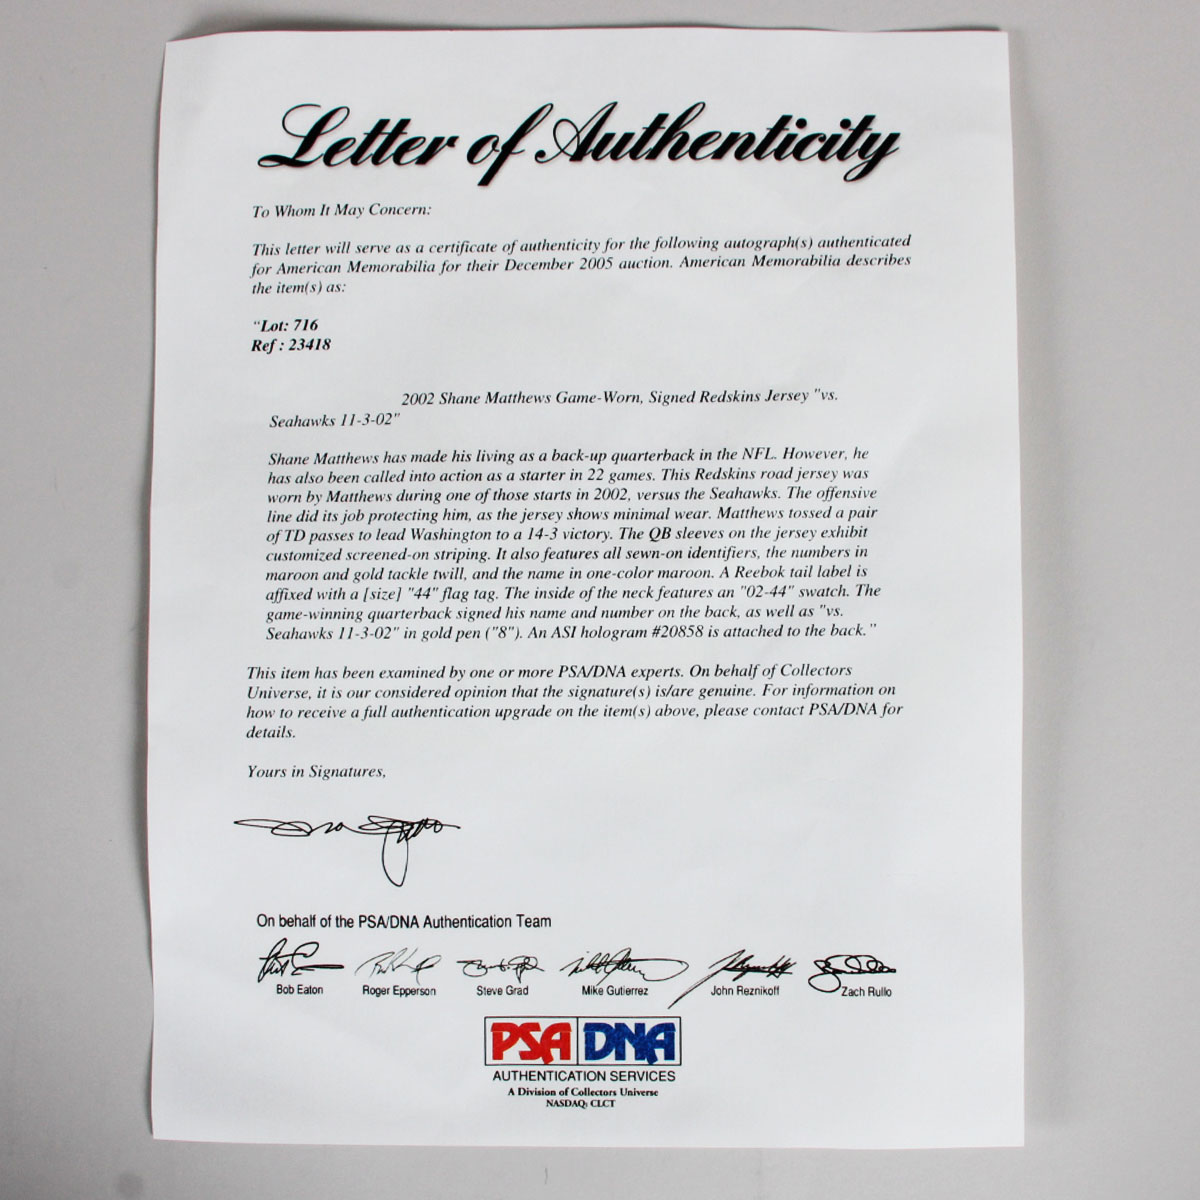 Letter of Authenticity
To Whom It May Concern:
This letter will serve as a certificate of authenticity for the following autograph(s) authenticated
for American Memorabilia for their December 2005 auction. American Memorabilia describes
the item(s) as:
"Lot: 716
Ref : 23418
2002 Shane Matthews Game-Worn, Signed Redskins Jersey "vs.
Seahawks 11-3-02"
Shane Matthews has made his living as a back-up quarterback in the NFL. However, he
has also been called into action as a starter in 22 games. This Redskins road jersey was
worn by Matthews during one of those starts in 2002, versus the Seahawks. The offensive
line did its job protecting him, as the jersey shows minimal wear. Matthews tossed a pair
of TD passes to lead Washington to a 14-3 victory. The QB sleeves on the jersey exhibit
customized screened-on striping. It also features all sewn-on identifiers, the numbers in
maroon and gold tackle twill, and the name in one-color maroon. A Reebok tail label is
affixed with a [size] "44" flag tag. The inside of the neck features an "02-44" swatch. The
game-winning quarterback signed his name and number on the back, as well as "vs.
Seahawks 11-3-02" in gold pen ("8"). An ASI hologram #20858 is attached to the back."
This item has been examined by one or more PSA/DNA experts. On behalf of Collectors
Universe, it is our considered opinion that the signature(s) is/are genuine. For information on
how to receive a full authentication upgrade on the item(s) above, please contact PSA/DNA for
details.
Yours in Signatures,
On behalf of the PSA/DNA Authentication Team
Bob Eaton Roger Epperson Steve Grad Mike Gutierrez John Reznikoff Zach Rullo
PSA DNA
AUTHENTICATION SERVICES
A Division of Collectors Universe
NASDAQ: CLCT